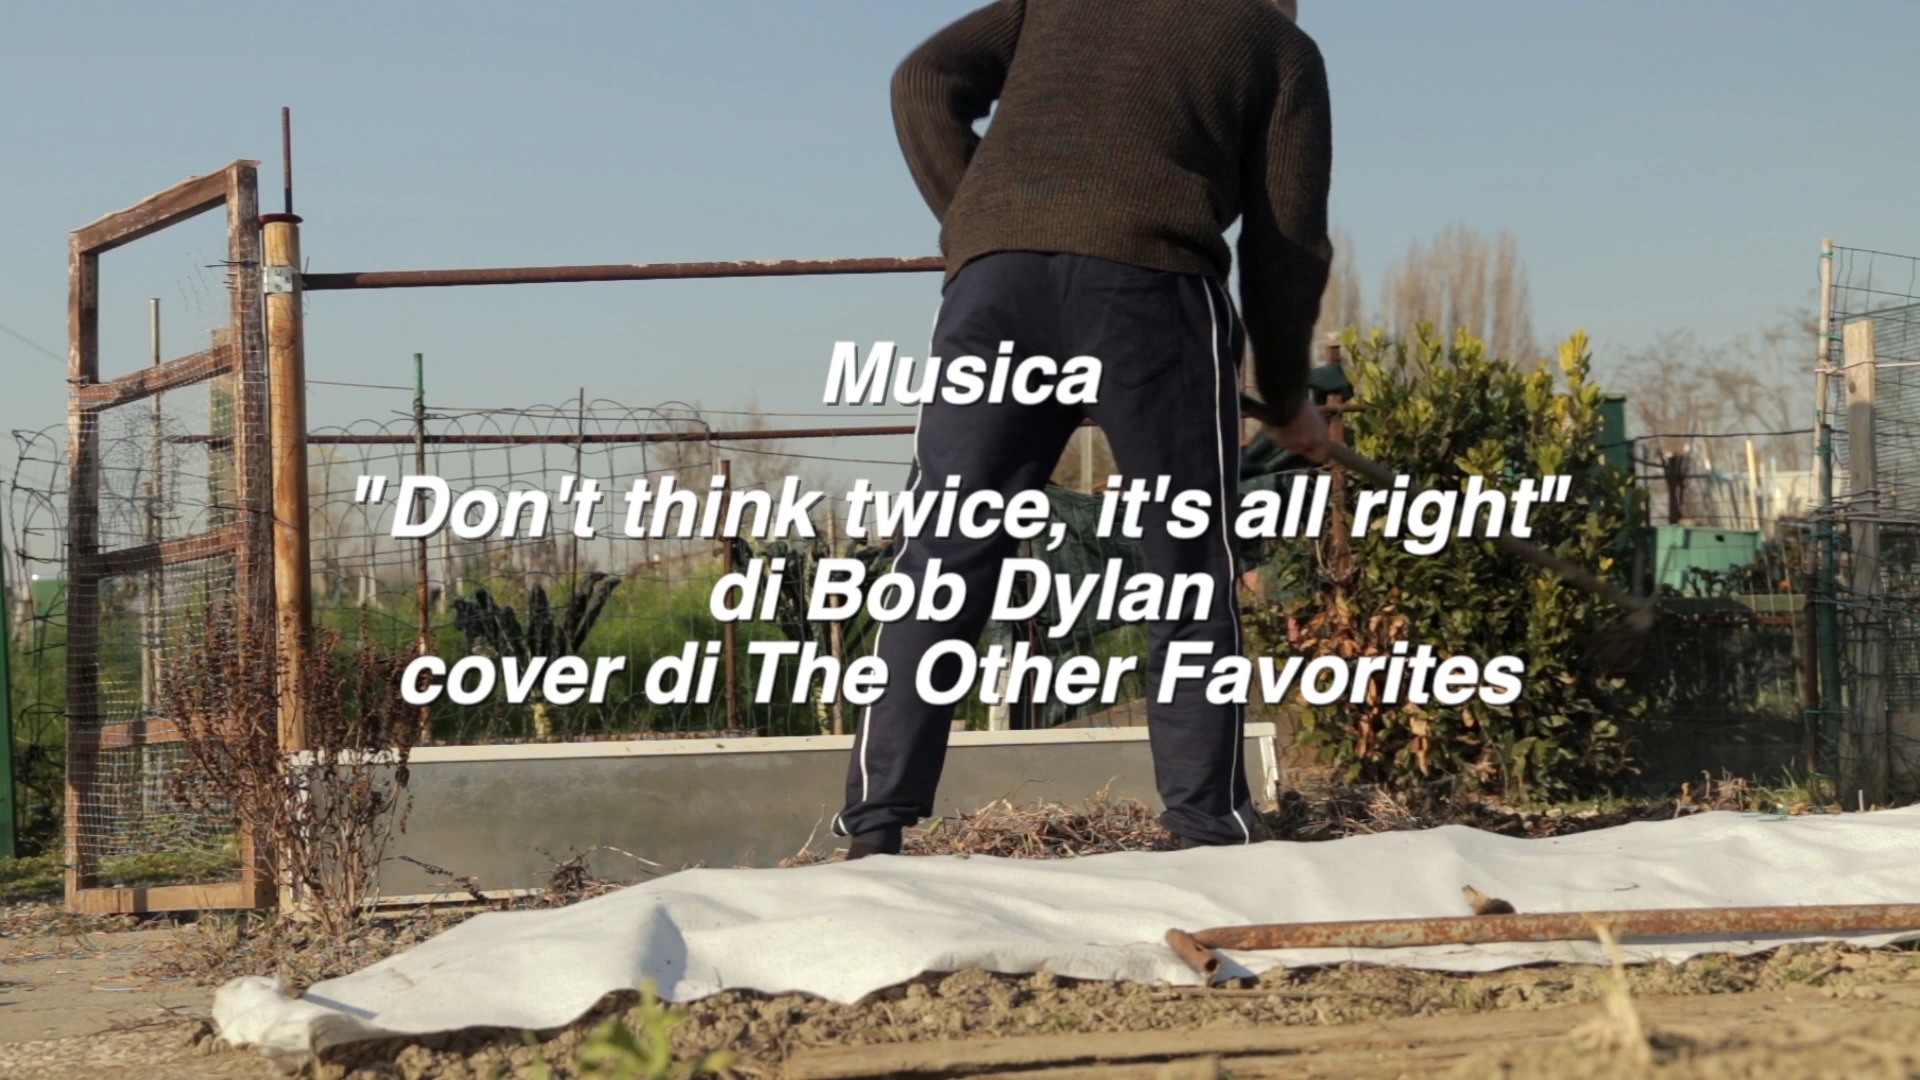 Musica
"Don't think twice, it's all right"
di Bob Dylan
cover di The Other Favorites